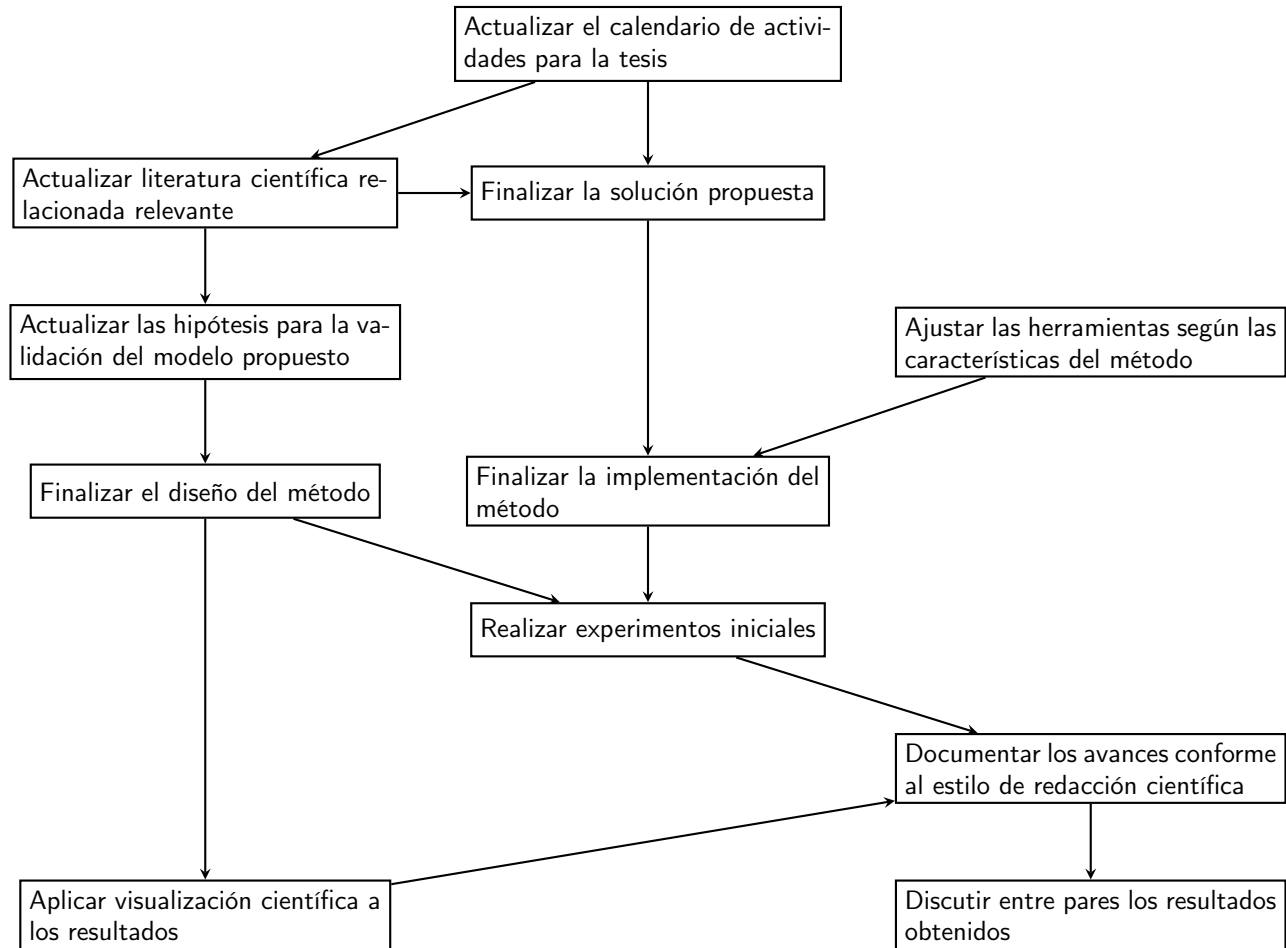 Actualizar el calendario de activi-
dades para la tesis
Actualizar literatura científica re-
lacionada relevante
Finalizar la solución propuesta
Actualizar las hipótesis para la va-
lidación del modelo propuesto
Ajustar las herramientas según las
características del método
Finalizar el diseño del método
Finalizar la implementación del
método
Realizar experimentos iniciales
Documentar los avances conforme
al estilo de redacción científica
Aplicar visualización científica a
los resultados
Discutir entre pares los resultados
obtenidos